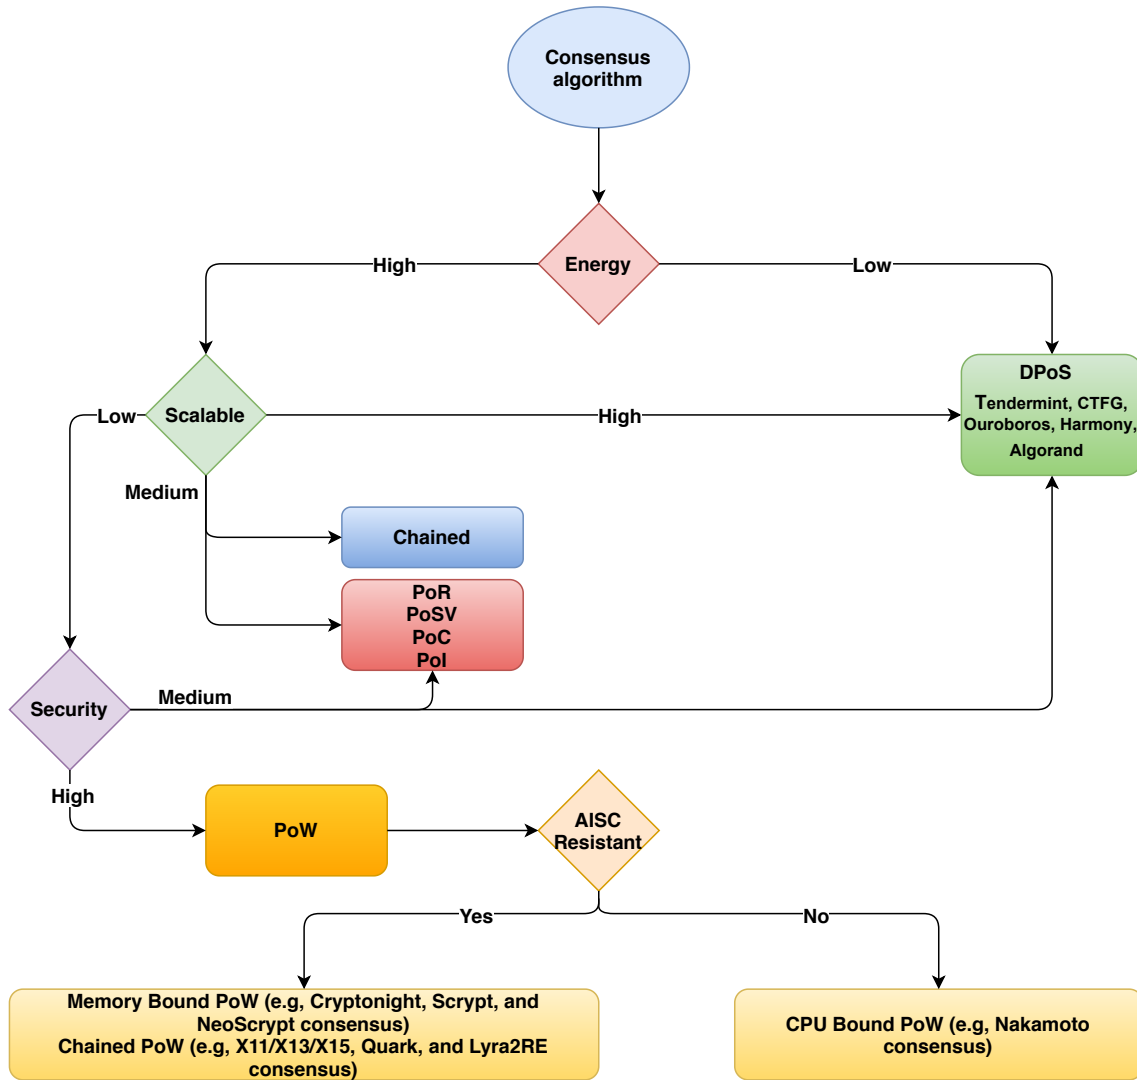 Consensus
algorithm
Energy
High
Low
Scalable
Low
High
Medium
DPoS
Tendermint, CTFG,
Ouroboros, Harmony,
Algorand
Chained
PoR
PoSV
PoC
PoI
Security
Medium
High
PoW
AISC
Resistant
Yes
No
Memory Bound PoW (e.g, Cryptonight, Scrypt, and
NeoScrypt consensus)
Chained PoW (e.g, X11/X13/X15, Quark, and Lyra2RE
consensus)
CPU Bound PoW (e.g, Nakamoto
consensus)